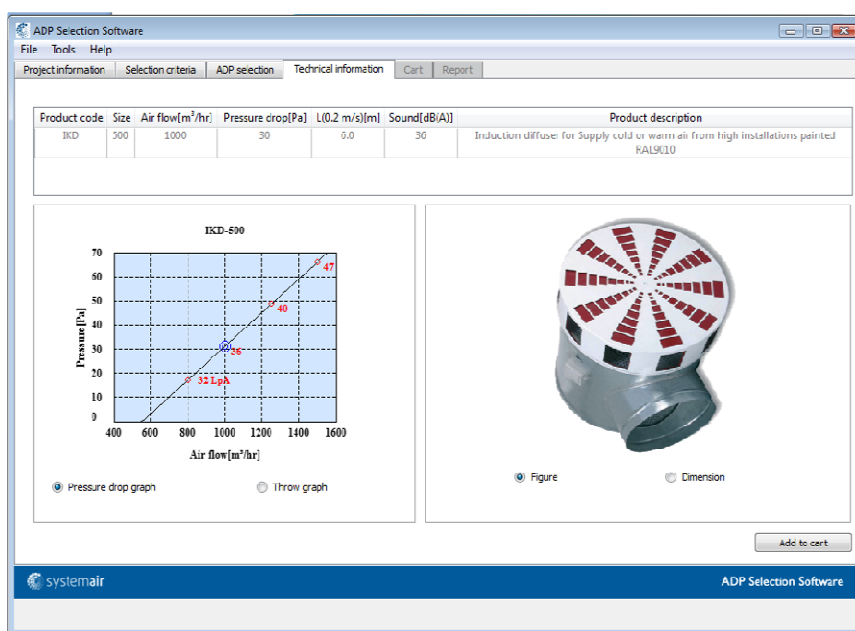 ADP Selection Software
File Tools Help
Project information Selection criteria ADP selection Technical information Cart Report
Product code Size Air flow[m³/hr] Pressure drop[Pa] L(0.2 m/s)[m] Sound[dB(A)] Product description
IKD 500 1000 30 6.0 36 Induction diffuser for Supply cold or warm air from high installations painted
RAL9010
IKD-500
70
60
50
40
30
20
10
0
Pressure[Pa]
47
40
36
32 LpA
400 600 800 1000 1200 1400 1600
Air flow[m³/hr]
Pressure drop graph Throw graph
Figure Dimension
Add to cart
systemair ADP Selection Software